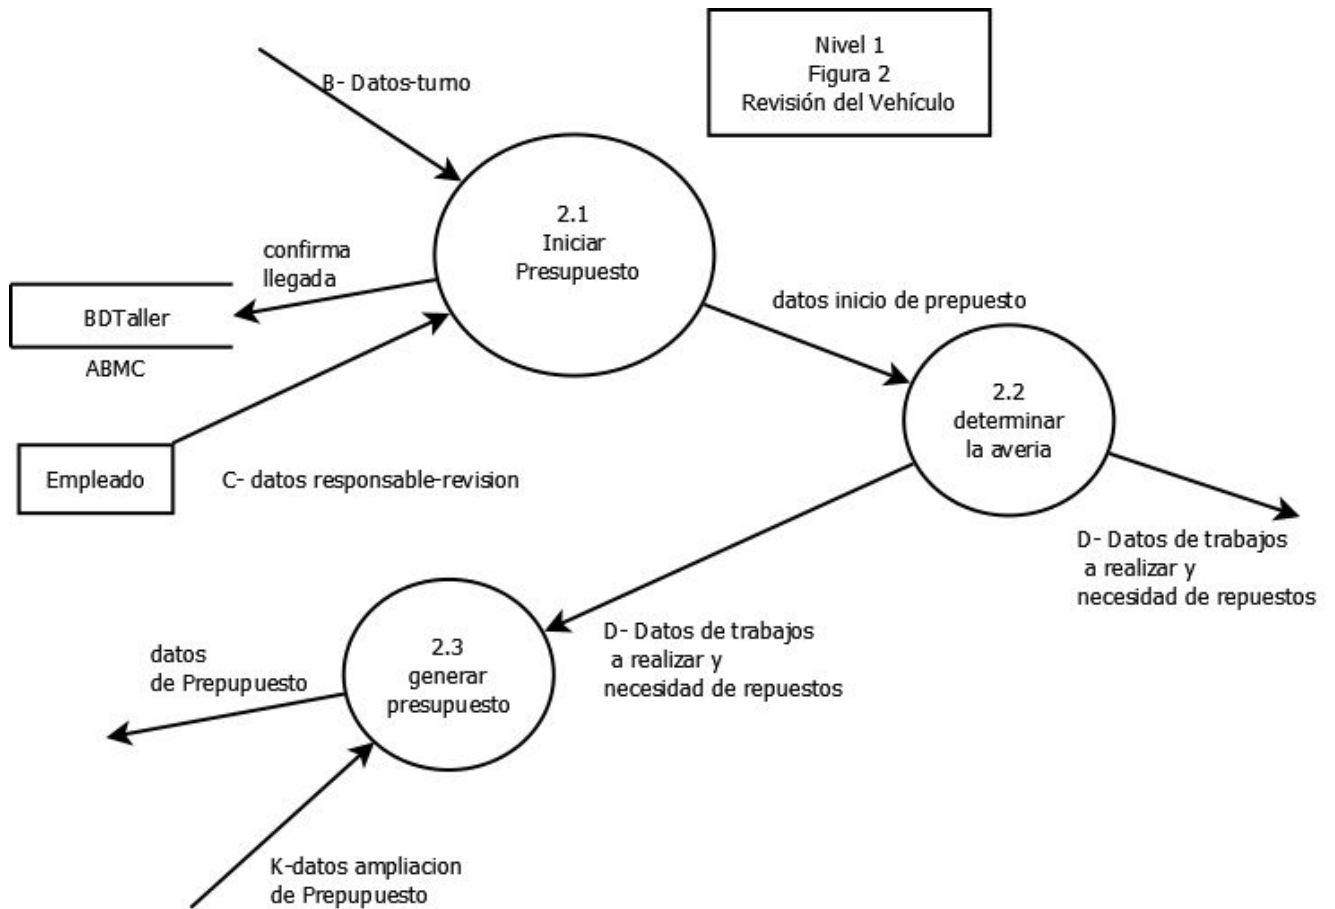 Nivel 1
Figura 2
Revisión del Vehículo
B- Datos-turno
2.1
Iniciar
Presupuesto
confirma
llegada
BDTaller
ABMC
datos inicio de prepuesto
2.2
determinar
la averia
Empleado
C- datos responsable-revision
D- Datos de trabajos
a realizar y
necesidad de repuestos
D- Datos de trabajos
a realizar y
necesidad de repuestos
2.3
generar
presupuesto
datos
de Prepupuesto
K-datos ampliacion
de Prepupuesto